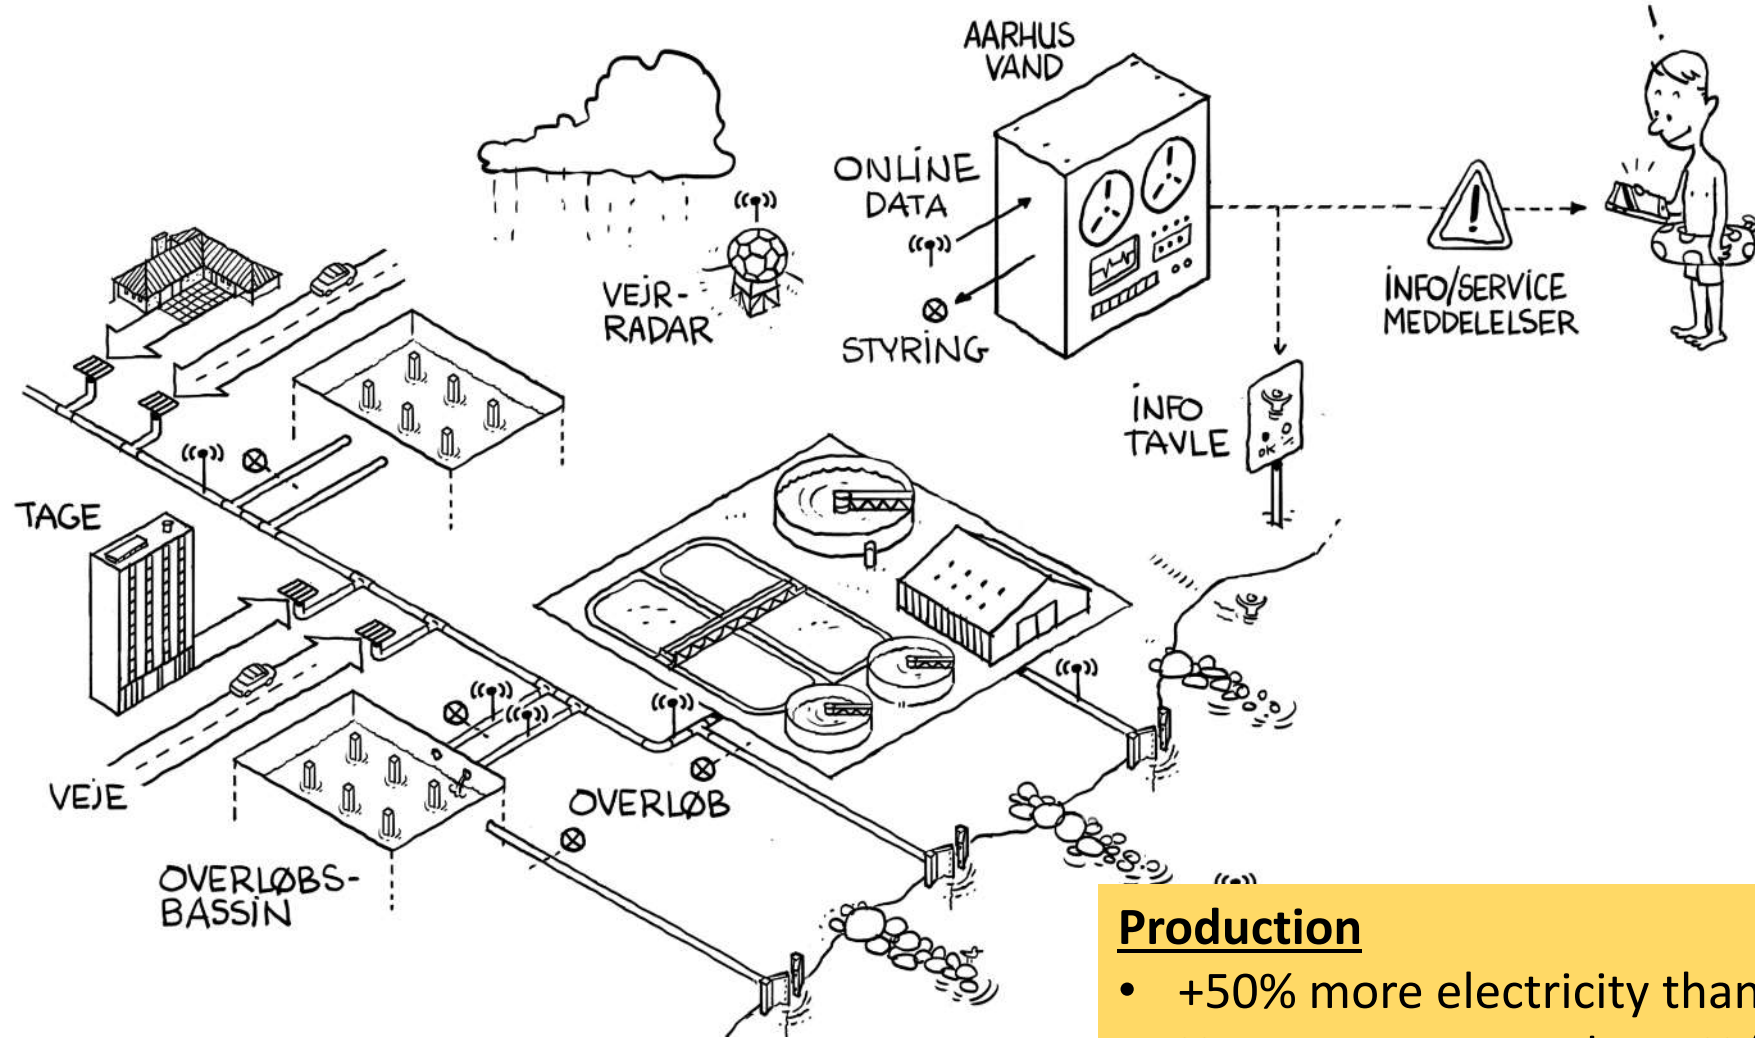 AARHUS
VAND
ONLINE
DATA
STYRING
VEJR-
RADAR
INFO/SERVICE
MEDDELELSER
INFO
TAVLE
OK
TAGE
VEJE
OVERLØB
OVERLØBS-
BASSIN
Production
• +50% more electricity than